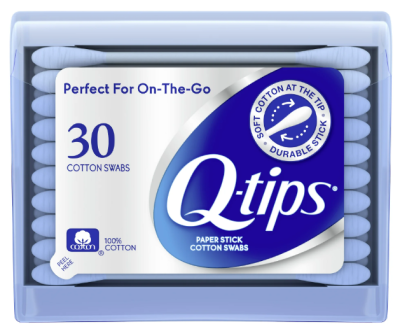 Perfect For On-The-Go
SOFT COTTON AT THE TIP •
DURABLE STICK •
30
COTTON SWABS
Q-tips®
PAPER STICK
COTTON SWABS
cotton ®
100%
COTTON
PEEL
HERE